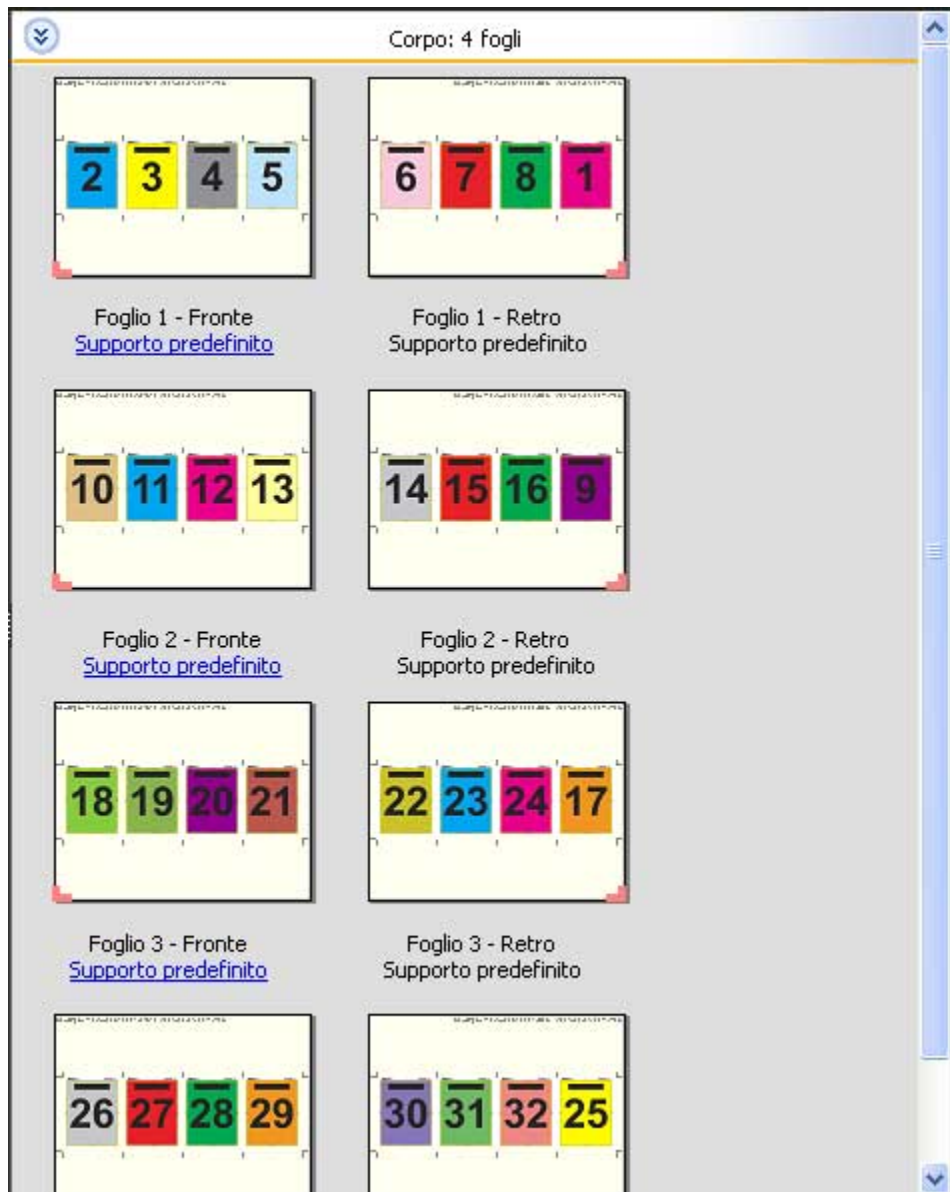 Corpo: 4 fogli
2 3 4 5
6 7 8 1
Foglio 1 - Fronte
Supporto predefinito
Foglio 1 - Retro
Supporto predefinito
10 11 12 13
14 15 16 9
Foglio 2 - Fronte
Supporto predefinito
Foglio 2 - Retro
Supporto predefinito
18 19 20 21
22 23 24 17
Foglio 3 - Fronte
Supporto predefinito
Foglio 3 - Retro
Supporto predefinito
26 27 28 29
30 31 32 25